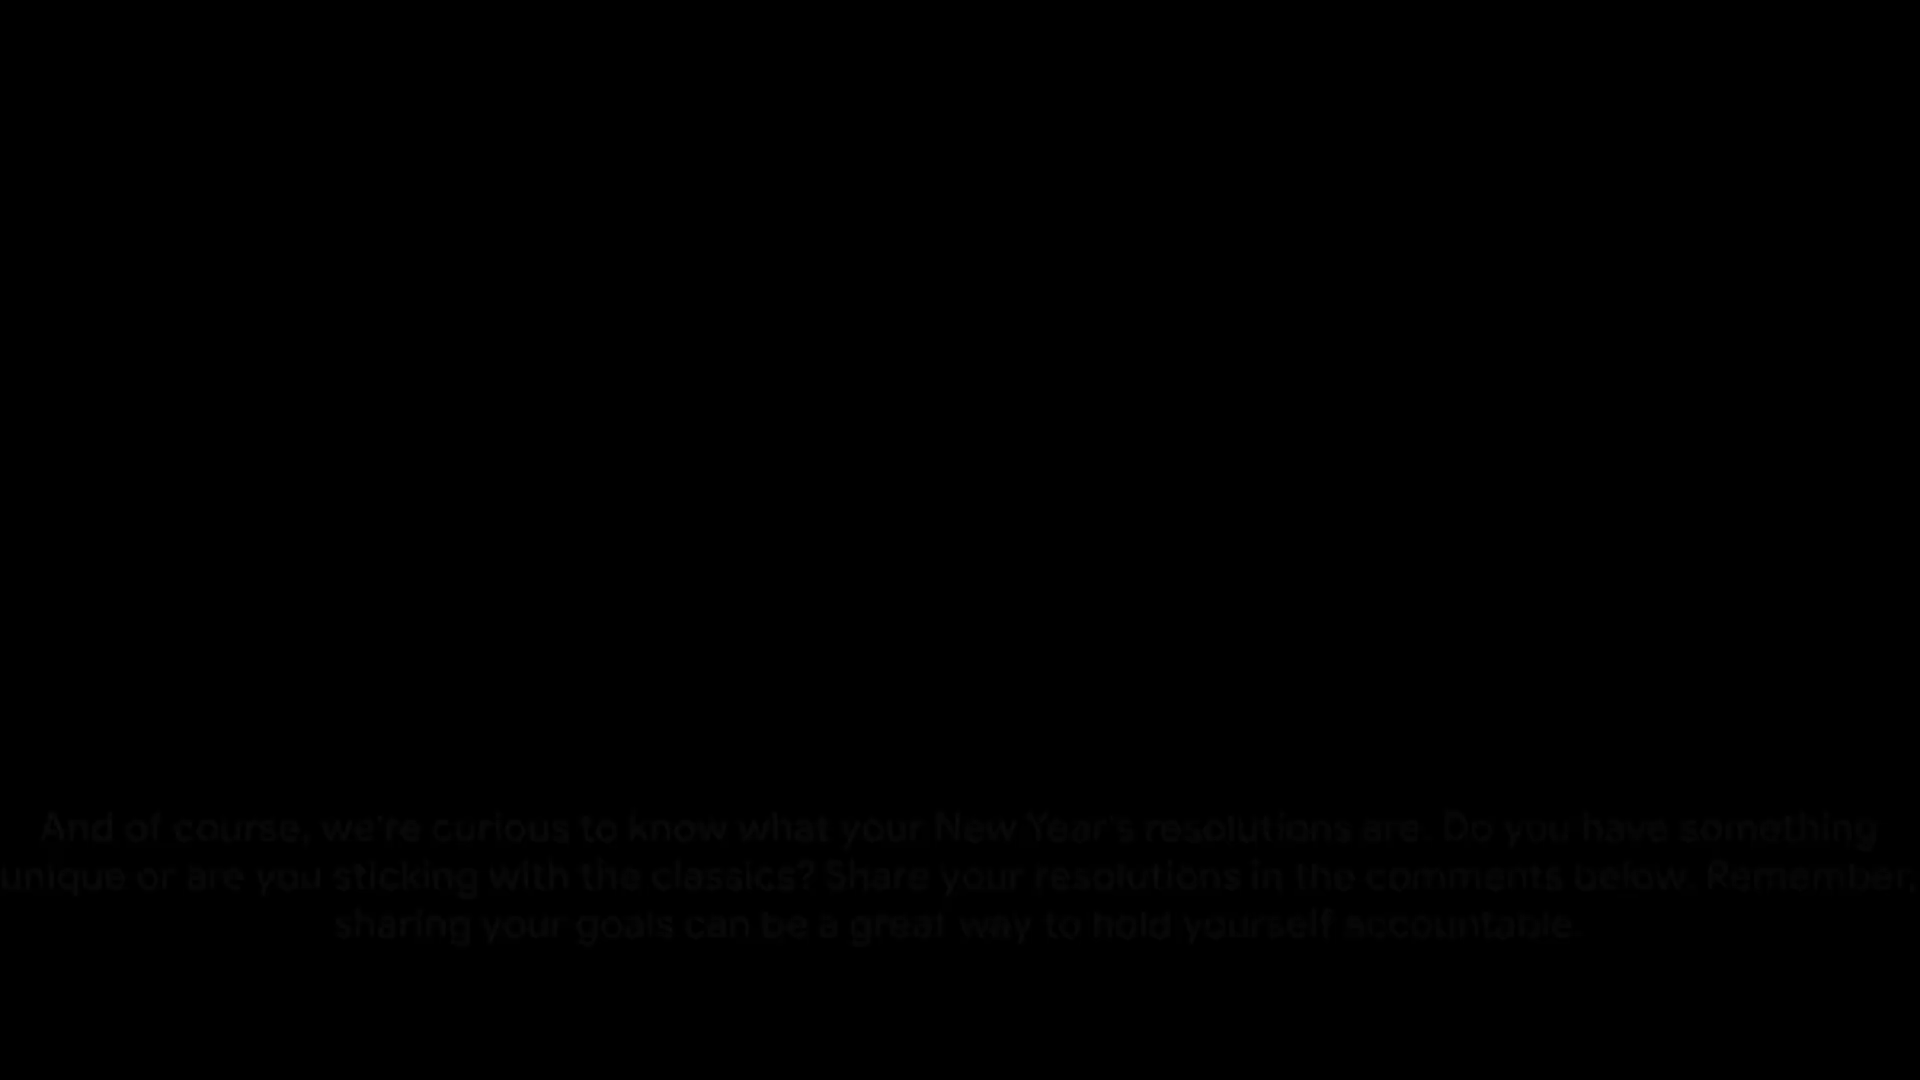 And of course, we're curious to know what your New Year's resolutions are. Do you have something
unique or are you sticking with the classics? Share your resolutions in the comments below. Remember,
sharing your goals can be a great way to hold yourself accountable.